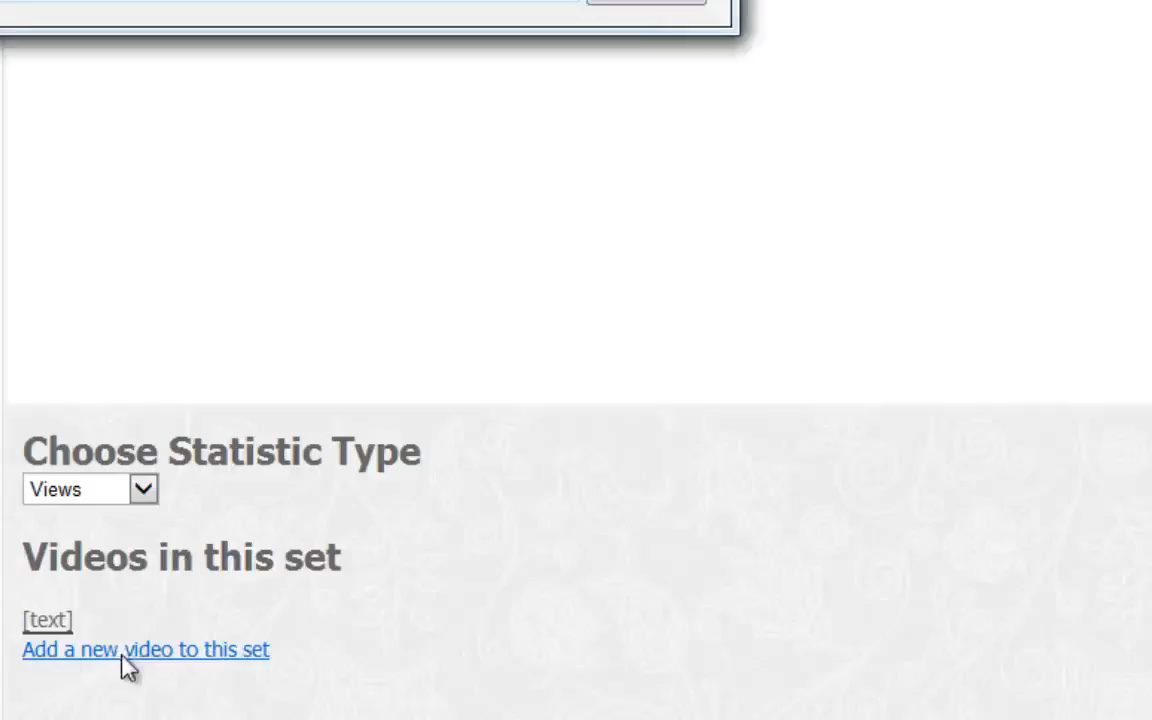 Choose Statistic Type
Views
Videos in this set
[text]
Add a new video to this set